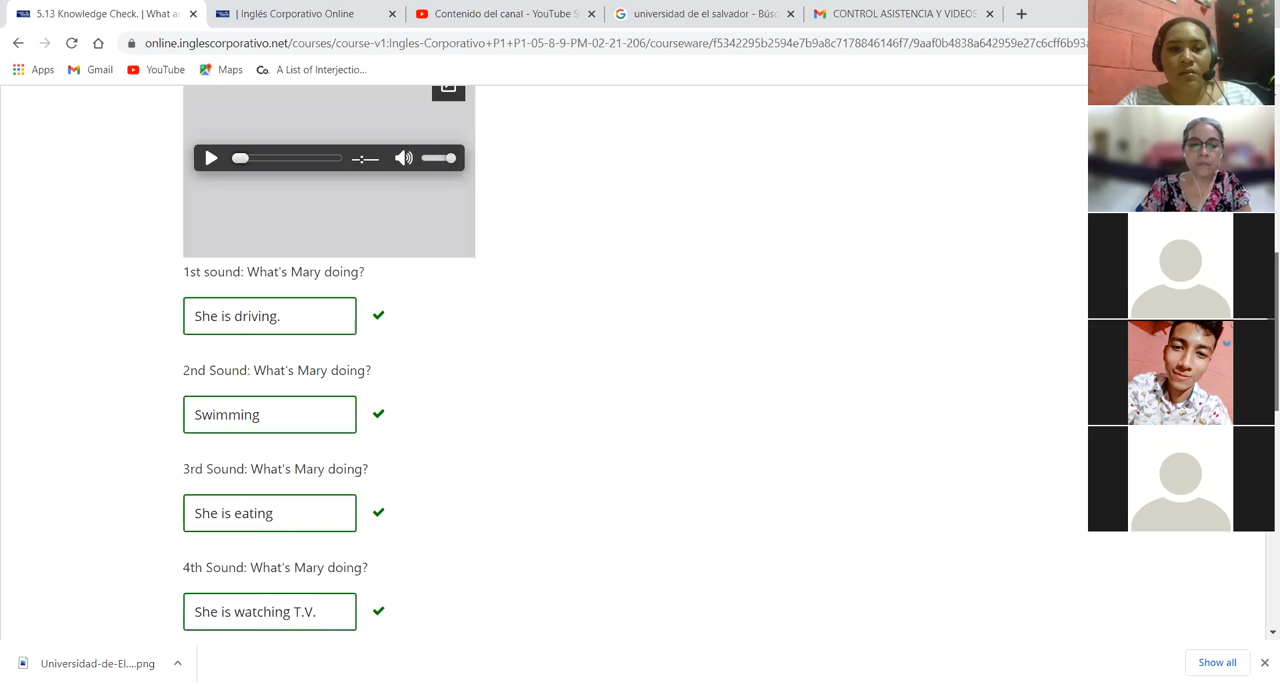 5.13 Knowledge Check. | What ar
| Inglés Corporativo Online
Contenido del canal - YouTube S
universidad de el salvador - Búsc
CONTROL ASISTENCIA Y VIDEOS
online.inglescorporativo.net/courses/course-v1:Ingles-Corporativo+P1+P1-05-8-9-PM-02-21-206/courseware/f5342295b2594e7b9a8c7178846146f7/9aaf0b4838a642959e27c6cff6b93a
Apps
Gmail
YouTube
Maps
Co. A List of Interjectio...
-:--
1st sound: What's Mary doing?
She is driving.
2nd Sound: What's Mary doing?
Swimming
3rd Sound: What's Mary doing?
She is eating
4th Sound: What's Mary doing?
She is watching T.V.
Universidad-de-El....png
Show all